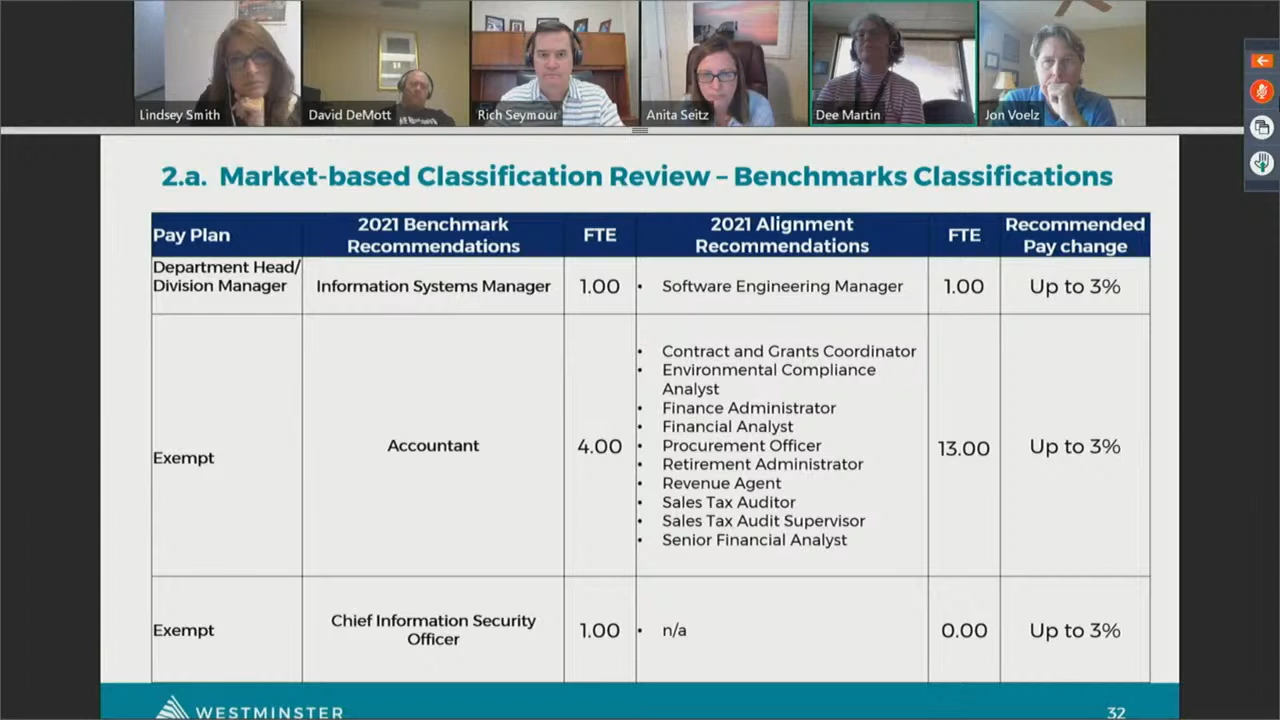 Lindsey Smith
David DeMott
Rich Seymour
Anita Seitz
Dee Martin
Jon Voelz
2.a. Market-based Classification Review – Benchmarks Classifications
Pay Plan
2021 Benchmark
Recommendations
FTE
2021 Alignment
Recommendations
FTE
Recommended
Pay change
Department Head/
Division Manager
Information Systems Manager
1.00
• Software Engineering Manager
1.00
Up to 3%
Exempt
Accountant
4.00
• Contract and Grants Coordinator
• Environmental Compliance
Analyst
• Finance Administrator
• Financial Analyst
• Procurement Officer
• Retirement Administrator
• Revenue Agent
• Sales Tax Auditor
• Sales Tax Audit Supervisor
• Senior Financial Analyst
13.00
Up to 3%
Exempt
Chief Information Security
Officer
1.00
• n/a
0.00
Up to 3%
WESTMINSTER
32